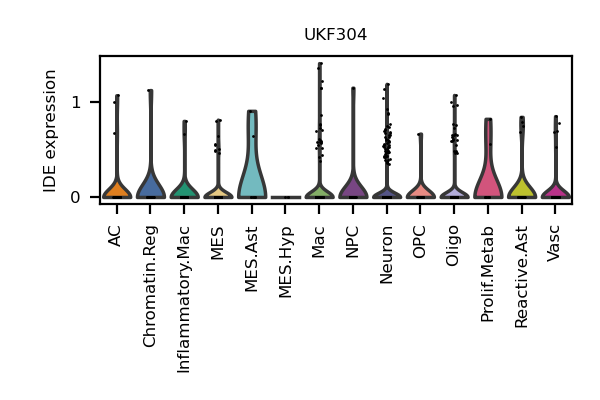 UKF304
IDE expression
1
0
AC
Chromatin.Reg
Inflammatory.Mac
MES
MES.Ast
MES.Hyp
Mac
NPC
Neuron
OPC
Oligo
Prolif.Metab
Reactive.Ast
Vasc